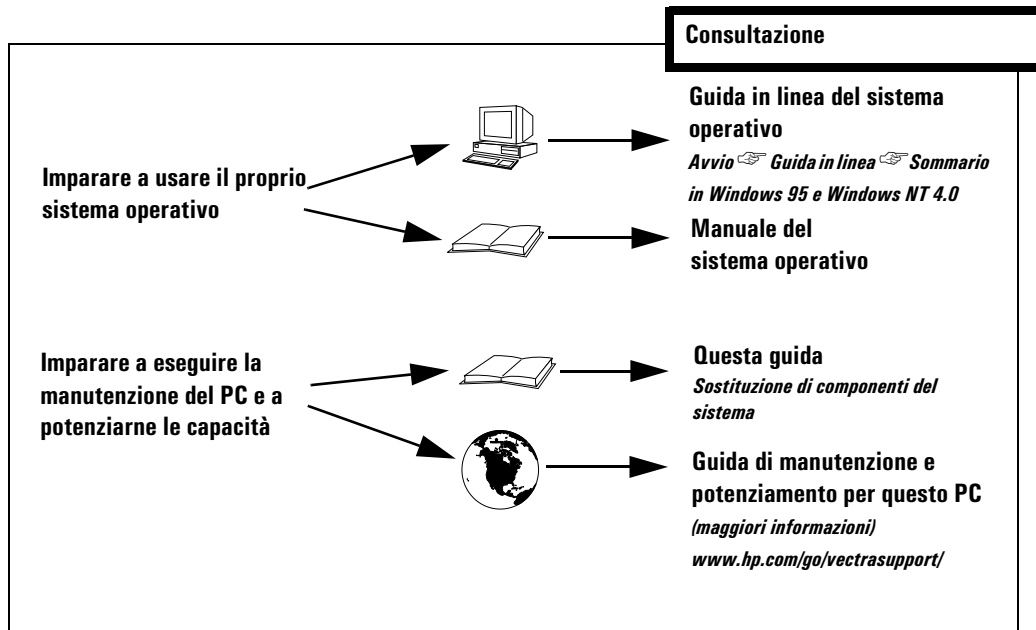 Consultazione
Imparare a usare il proprio
sistema operativo
Guida in linea del sistema
operativo
Avvio ☞ Guida in linea ☞ Sommario
in Windows 95 e Windows NT 4.0
Manuale del
sistema operativo
Imparare a eseguire la
manutenzione del PC e a
potenziarne le capacità
Questa guida
Sostituzione di componenti del
sistema
Guida di manutenzione e
potenziamento per questo PC
(maggiori informazioni)
www.hp.com/go/vectrasupport/